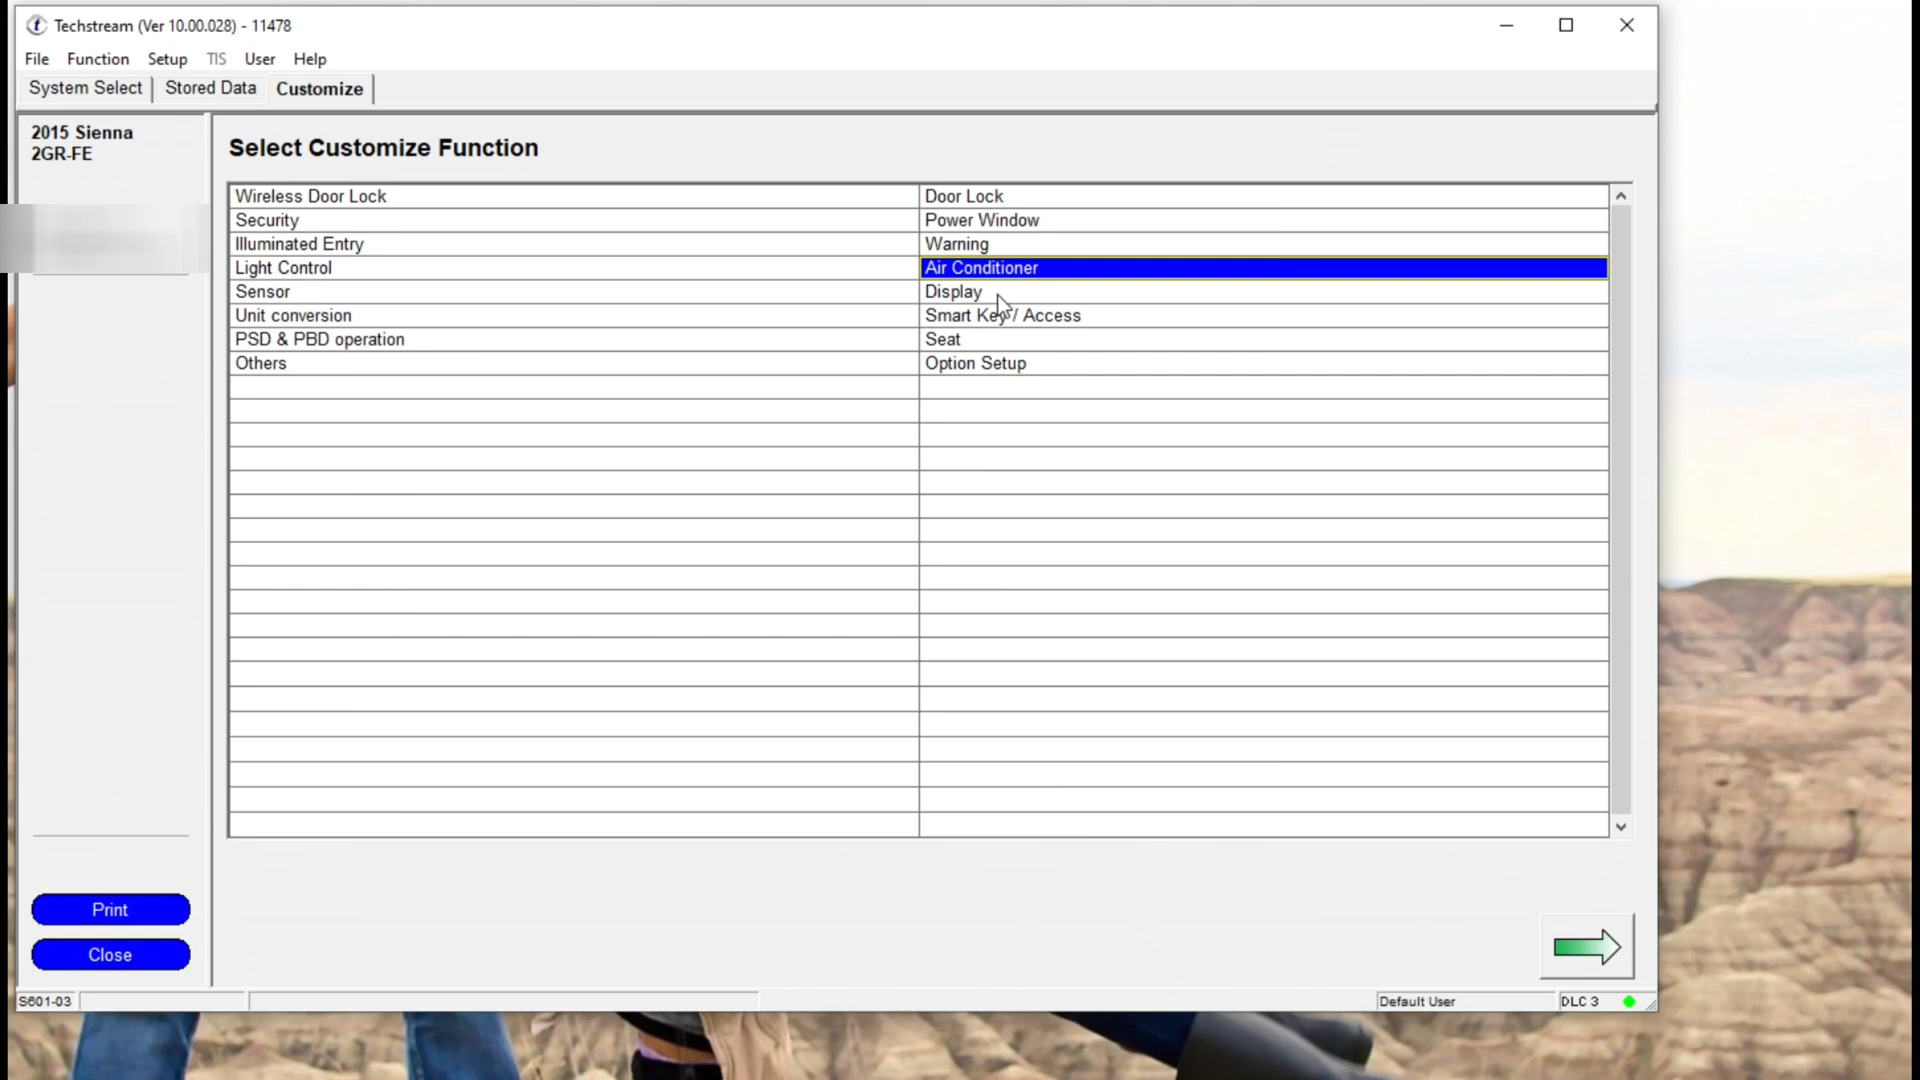 Techstream (Ver 10.00.028) - 11478
File Function Setup TIS User Help
System Select Stored Data Customize
2015 Sienna
2GR-FE
Select Customize Function
Wireless Door Lock Door Lock
Security Power Window
Illuminated Entry Warning
Light Control Air Conditioner
Sensor Display
Unit conversion Smart Key / Access
PSD & PBD operation Seat
Others Option Setup
Print
Close
S601-03 Default User DLC 3